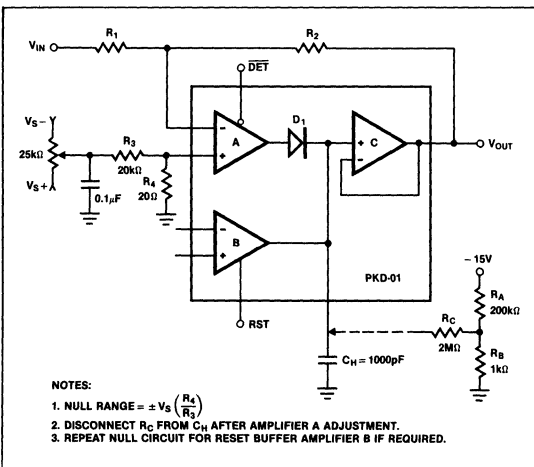 R1
R2
VIN
DET
VS−
D1
A
C
VOUT
25kΩ
R3
20kΩ
R4
20Ω
VS+
0.1μF
B
−15V
PKD-01
RA
200kΩ
RC
2MΩ
RB
1kΩ
RST
CH = 1000pF
NOTES:
1. NULL RANGE = ± VS (R4/R3)
2. DISCONNECT RC FROM CH AFTER AMPLIFIER A ADJUSTMENT.
3. REPEAT NULL CIRCUIT FOR RESET BUFFER AMPLIFIER B IF REQUIRED.